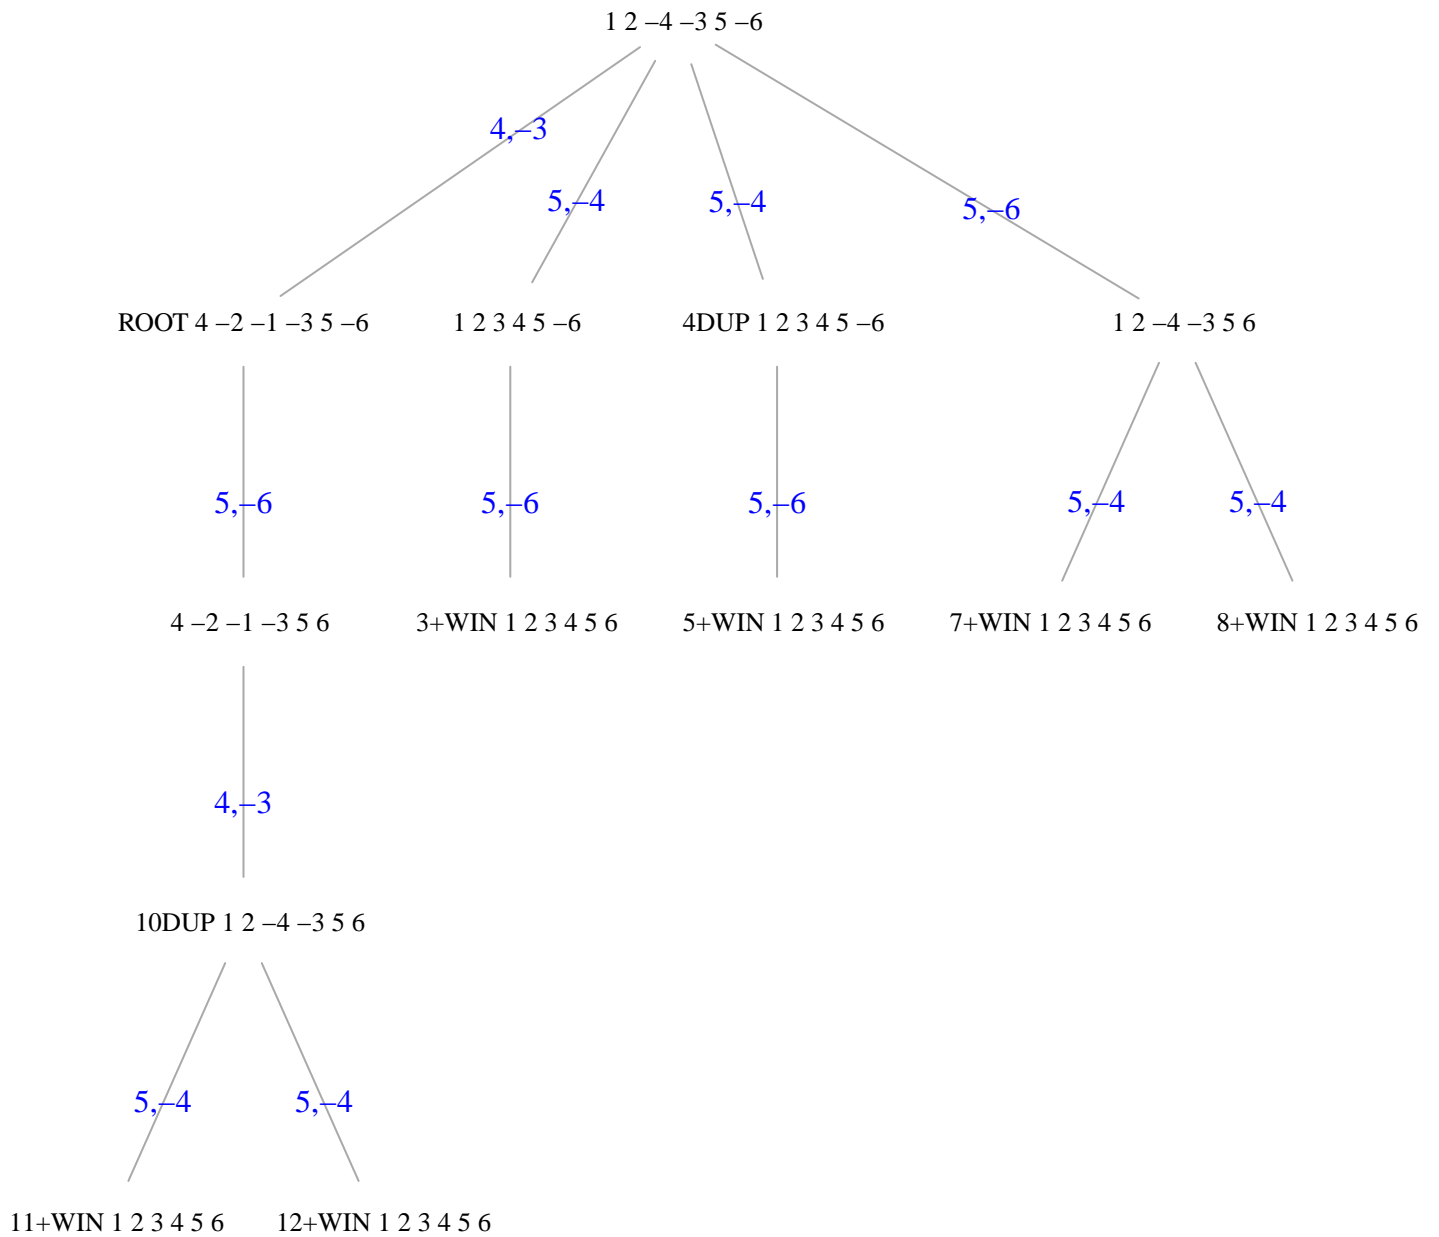 1 2 –4 –3 5 –6
4,–3
5,–4
5,–4
5,–6
ROOT 4 –2 –1 –3 5 –6
1 2 3 4 5 –6
4DUP 1 2 3 4 5 –6
1 2 –4 –3 5 6
5,–6
5,–6
5,–6
5,–4
5,–4
4 –2 –1 –3 5 6
3+WIN 1 2 3 4 5 6
5+WIN 1 2 3 4 5 6
7+WIN 1 2 3 4 5 6
8+WIN 1 2 3 4 5 6
4,–3
10DUP 1 2 –4 –3 5 6
5,–4
5,–4
11+WIN 1 2 3 4 5 6
12+WIN 1 2 3 4 5 6